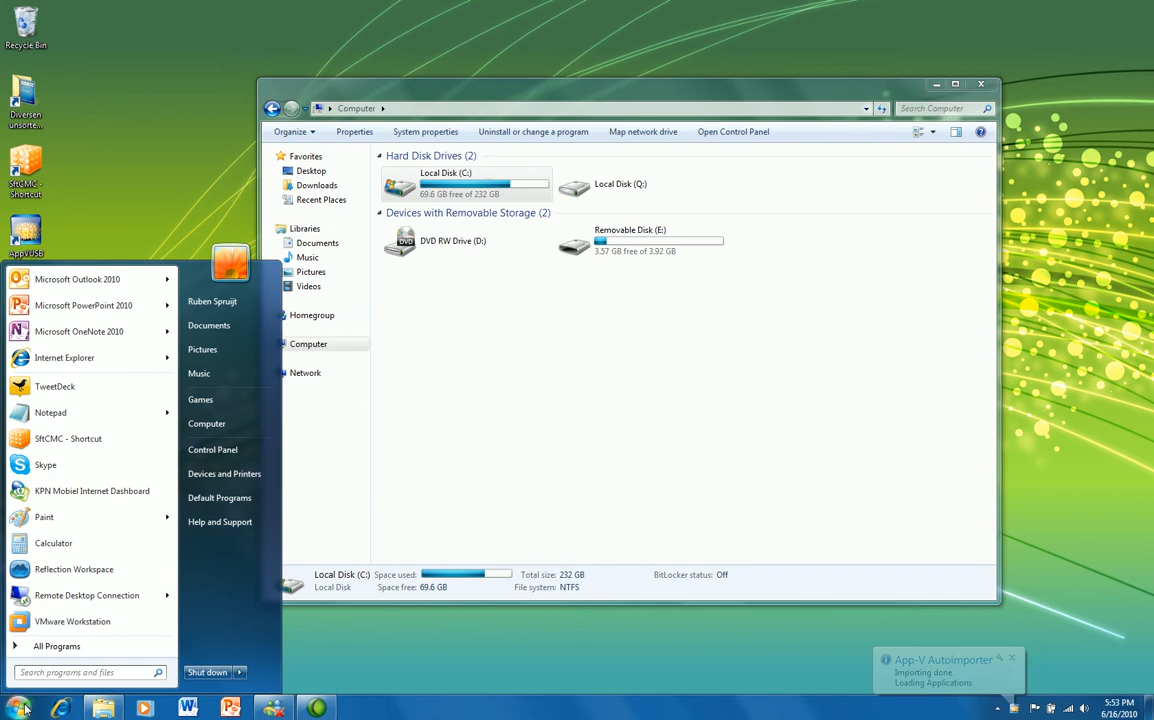 Recycle Bin
Diversen
unsorte...
SftCMC -
Shortcut
AppVUSB
Computer
Search Computer
Organize
Properties
System properties
Uninstall or change a program
Map network drive
Open Control Panel
Favorites
Desktop
Downloads
Recent Places
Libraries
Documents
Music
Pictures
Videos
Homegroup
Computer
Network
Hard Disk Drives (2)
Local Disk (C:)
69.6 GB free of 232 GB
Local Disk (Q:)
Devices with Removable Storage (2)
DVD
DVD RW Drive (D:)
Removable Disk (E:)
3.57 GB free of 3.92 GB
Local Disk (C:) Space used: Total size: 232 GB BitLocker status: Off
Local Disk Space free: 69.6 GB File system: NTFS
Microsoft Outlook 2010
Microsoft PowerPoint 2010
Microsoft OneNote 2010
Internet Explorer
TweetDeck
Notepad
SftCMC - Shortcut
Skype
KPN Mobiel Internet Dashboard
Paint
Calculator
Reflection Workspace
Remote Desktop Connection
VMware Workstation
All Programs
Search programs and files
Ruben Spruijt
Documents
Pictures
Music
Games
Computer
Control Panel
Devices and Printers
Default Programs
Help and Support
Shut down
App-V Autoimporter
Importing done
Loading Applications
5:53 PM
6/16/2010